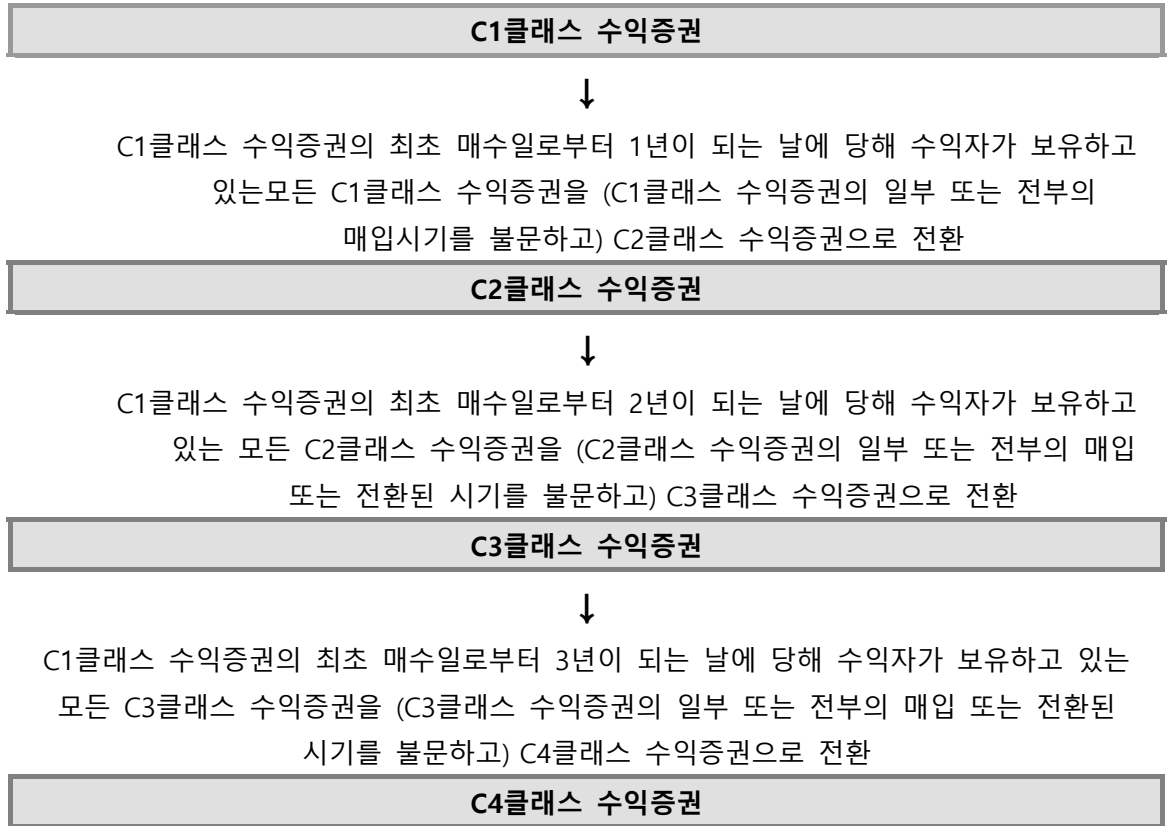 C1클래스 수익증권
↓
C1클래스 수익증권의 최초 매수일로부터 1년이 되는 날에 당해 수익자가 보유하고
있는모든 C1클래스 수익증권을 (C1클래스 수익증권의 일부 또는 전부의
매입시기를 불문하고) C2클래스 수익증권으로 전환
C2클래스 수익증권
↓
C1클래스 수익증권의 최초 매수일로부터 2년이 되는 날에 당해 수익자가 보유하고
있는 모든 C2클래스 수익증권을 (C2클래스 수익증권의 일부 또는 전부의 매입
또는 전환된 시기를 불문하고) C3클래스 수익증권으로 전환
C3클래스 수익증권
↓
C1클래스 수익증권의 최초 매수일로부터 3년이 되는 날에 당해 수익자가 보유하고 있는
모든 C3클래스 수익증권을 (C3클래스 수익증권의 일부 또는 전부의 매입 또는 전환된
시기를 불문하고) C4클래스 수익증권으로 전환
C4클래스 수익증권